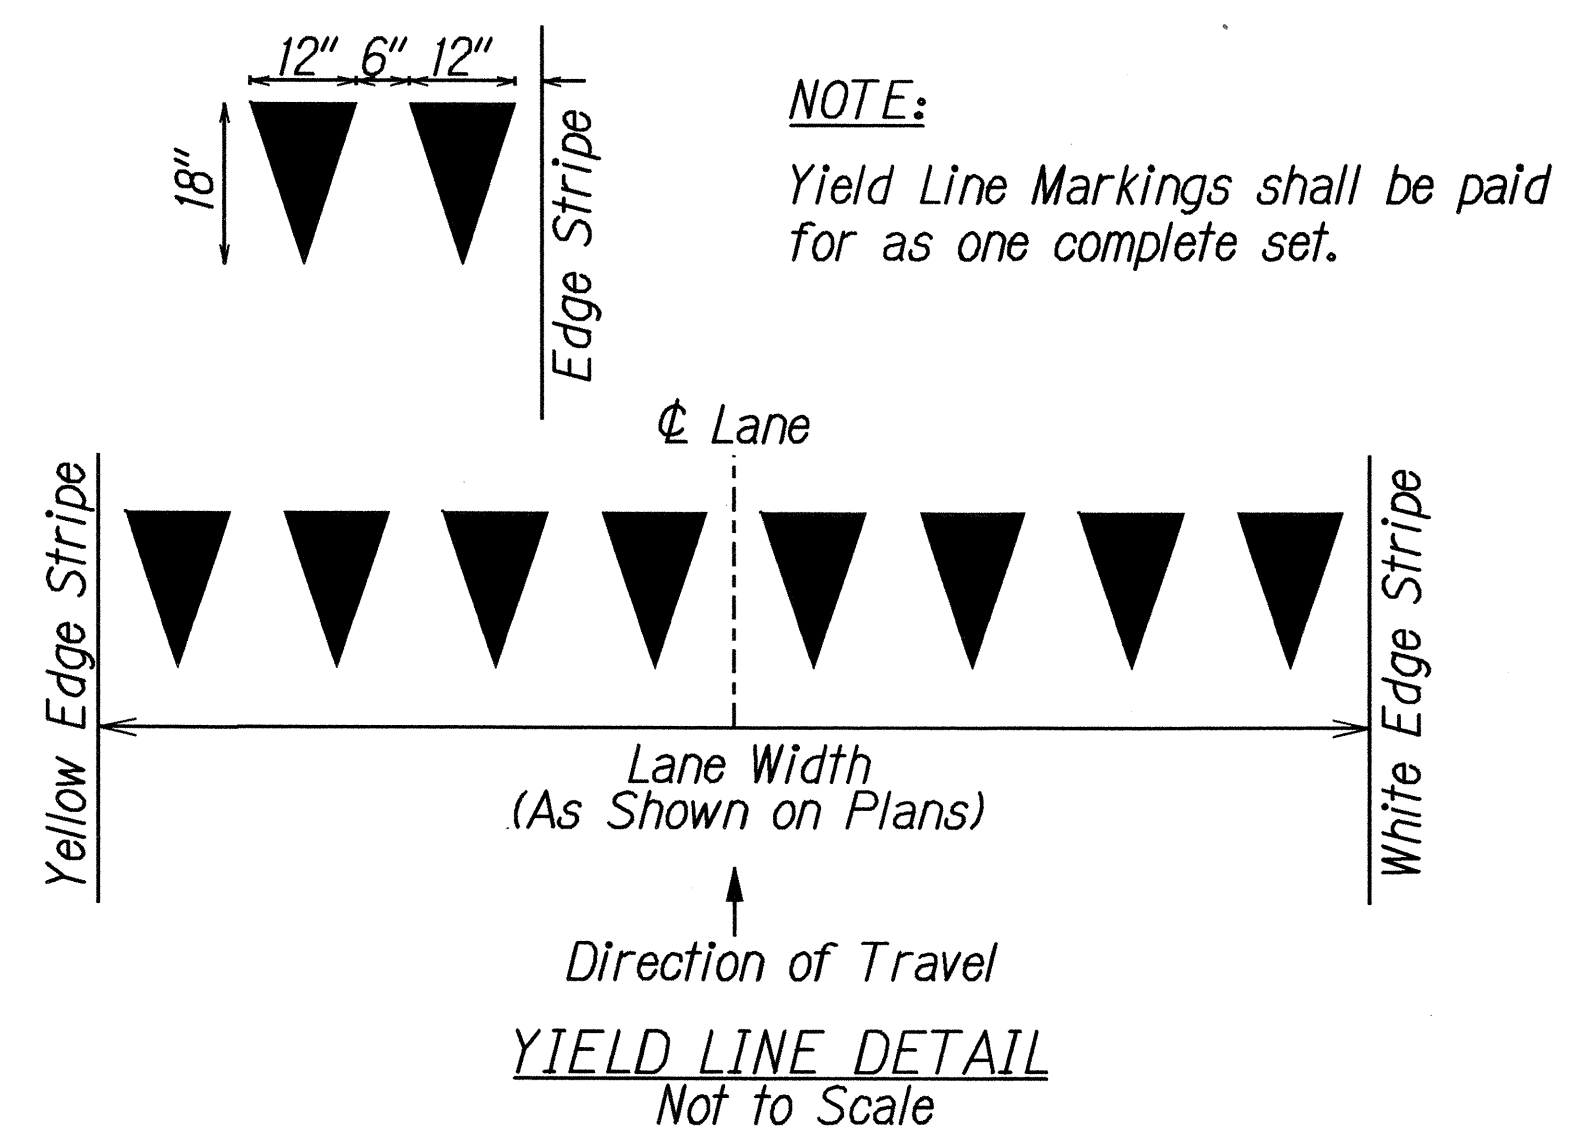 12" 6" 12"
18"
Edge Stripe
NOTE:
Yield Line Markings shall be paid
for as one complete set.
℄ Lane
Yellow Edge Stripe
White Edge Stripe
Lane Width
(As Shown on Plans)
Direction of Travel
YIELD LINE DETAIL
Not to Scale